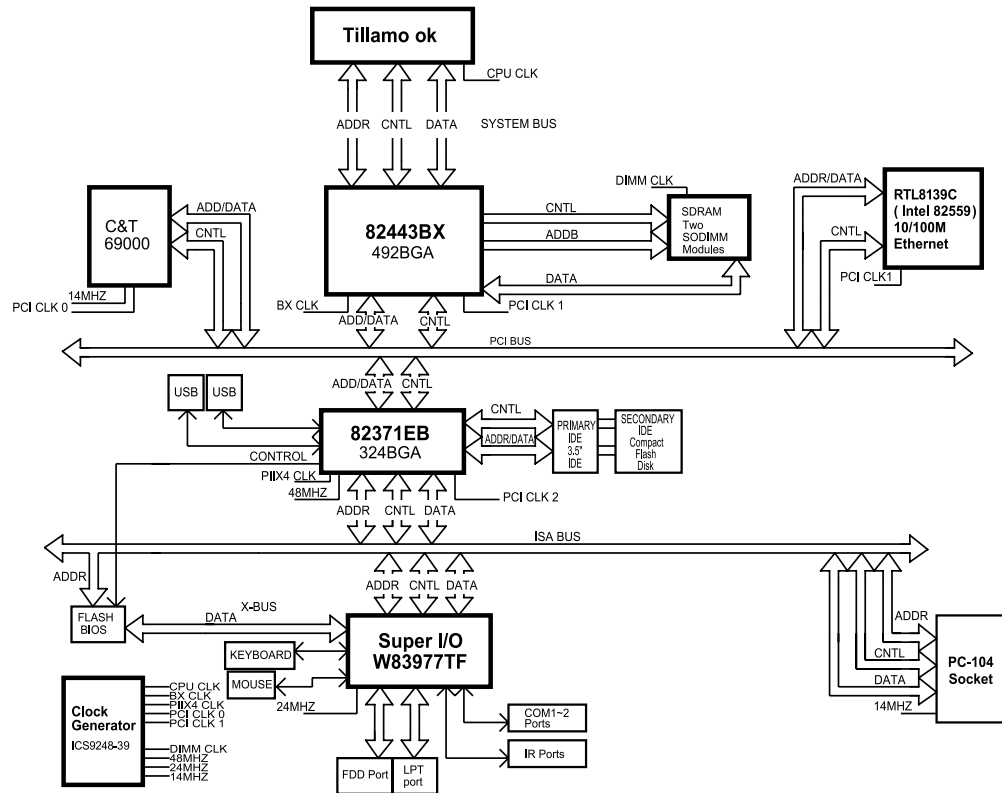 Tillamo ok
CPU CLK
ADDR
CNTL
DATA
SYSTEM BUS
C&T
69000
ADD/DATA
CNTL
14MHZ
PCI CLK 0
82443BX
492BGA
BX CLK
ADD/DATA
CNTL
PCI CLK 1
CNTL
ADDB
DATA
DIMM CLK
SDRAM
Two
SODIMM
Modules
ADDR/DATA
CNTL
RTL8139C
( Intel 82559)
10/100M
Ethernet
PCI CLK1
PCI BUS
ADD/DATA
CNTL
USB
USB
82371EB
324BGA
CONTROL
PIIX4 CLK
48MHZ
CNTL
ADDR/DATA
PRIMARY
IDE
3.5"
IDE
SECONDARY
IDE
Compact
Flash
Disk
PCI CLK 2
ADDR
CNTL
DATA
ISA BUS
ADDR
FLASH
BIOS
X-BUS
DATA
ADDR
CNTL
DATA
Super I/O
W83977TF
KEYBOARD
MOUSE
24MHZ
FDD Port
LPT
port
COM1~2
Ports
IR Ports
ADDR
CNTL
DATA
14MHZ
PC-104
Socket
Clock
Generator
ICS9248-39
CPU CLK
BX CLK
PIIX4 CLK
PCI CLK 0
PCI CLK 1
DIMM CLK
48MHZ
24MHZ
14MHZ